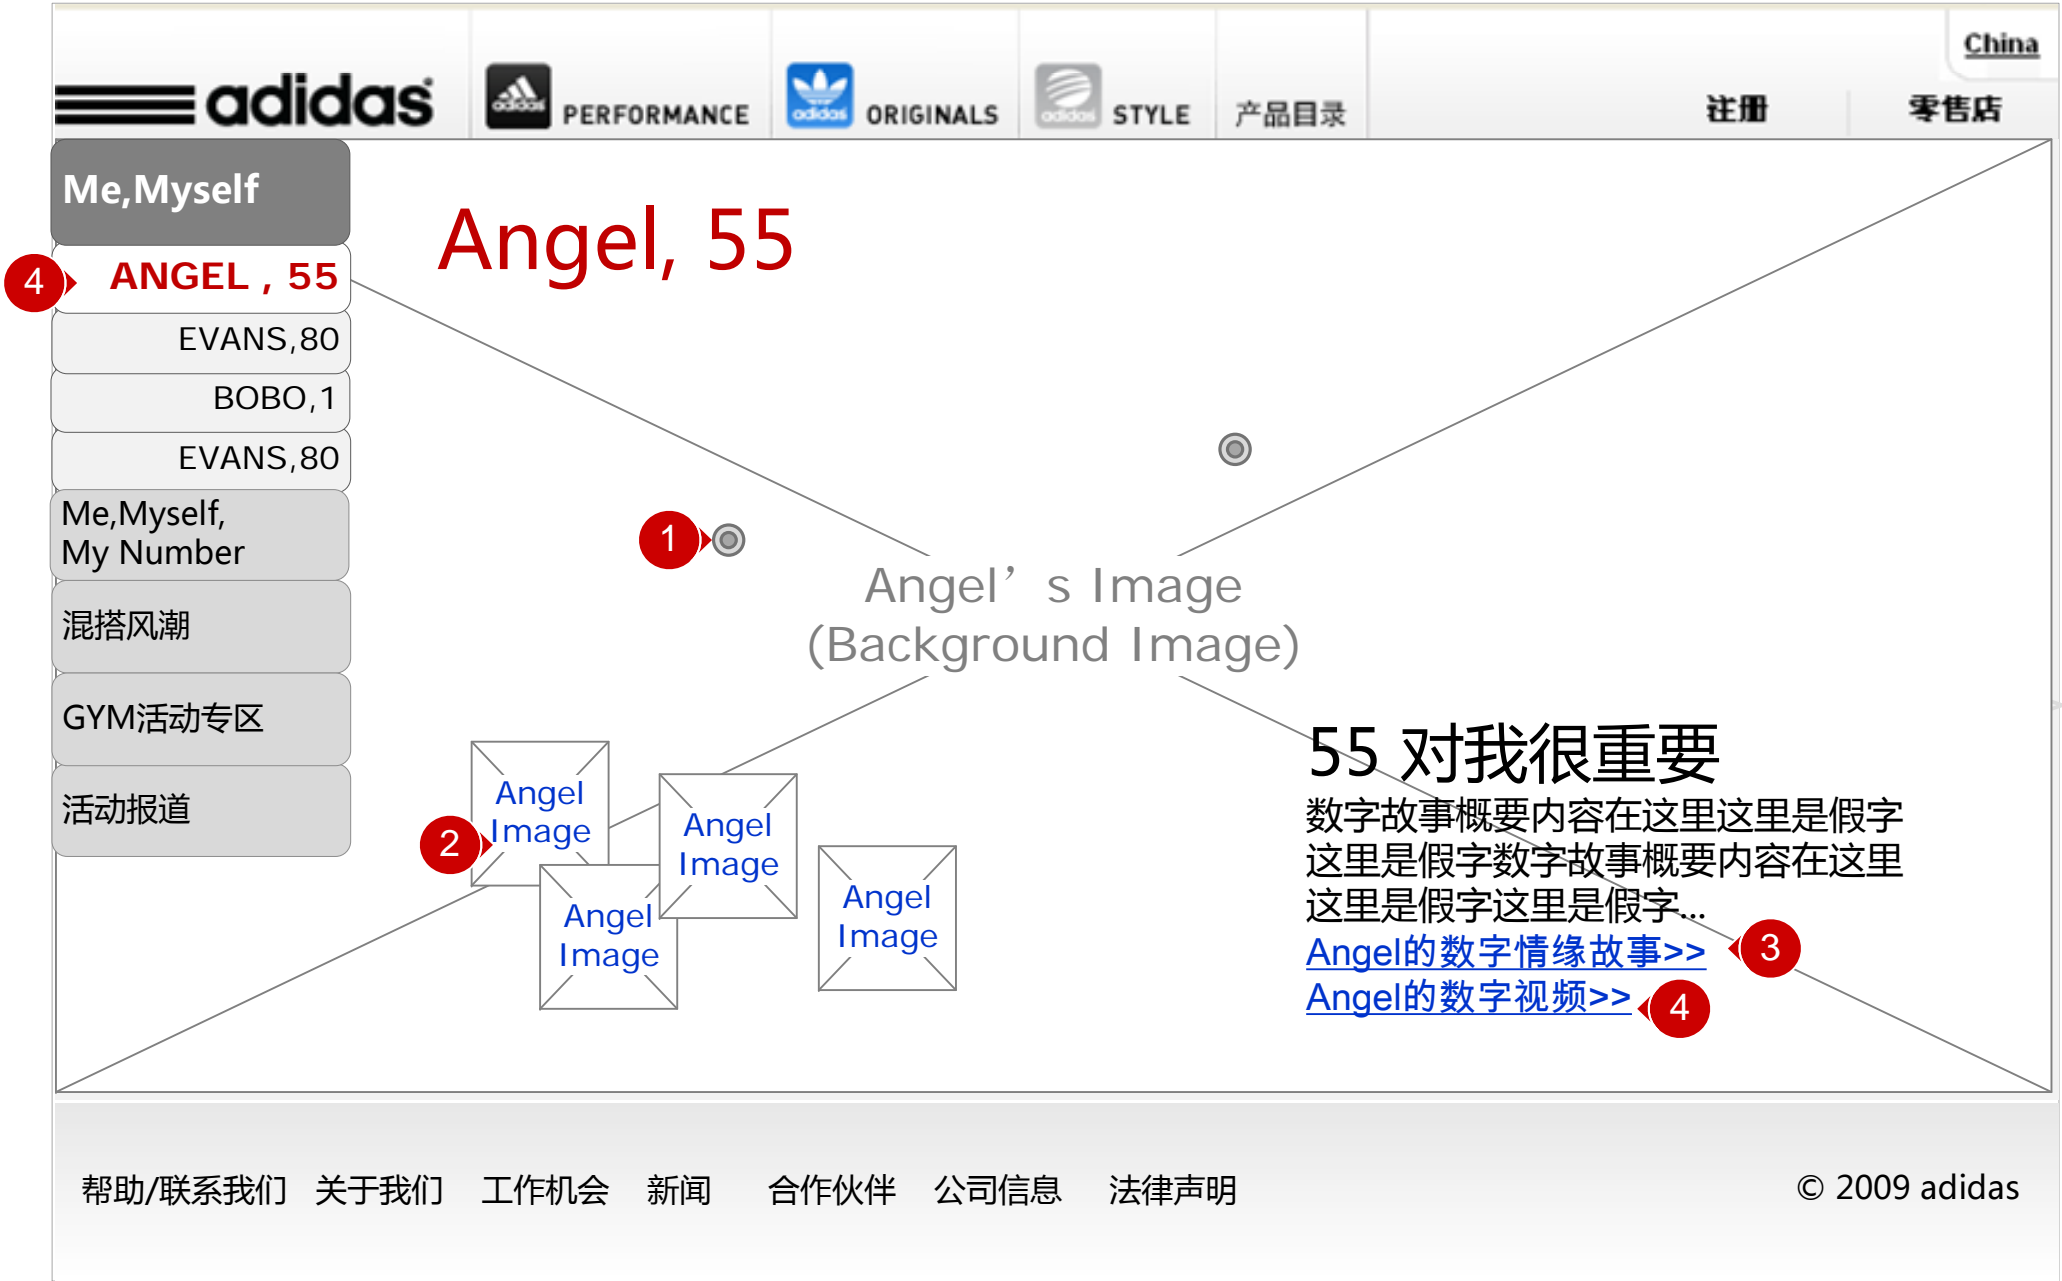 China
adidas
adidas PERFORMANCE
adidas ORIGINALS
adidas STYLE
产品目录
注册
零售店
Me,Myself
4
ANGEL , 55
EVANS,80
BOBO,1
EVANS,80
Me,Myself,
My Number
混搭风潮
GYM活动专区
活动报道
Angel, 55
1
Angel’s Image
(Background Image)
2
Angel
Image
Angel
Image
Angel
Image
Angel
Image
55 对我很重要
数字故事概要内容在这里这里是假字
这里是假字数字故事概要内容在这里
这里是假字这里是假字...
Angel的数字情缘故事>>
3
Angel的数字视频>>
4
帮助/联系我们 关于我们 工作机会 新闻 合作伙伴 公司信息 法律声明
© 2009 adidas